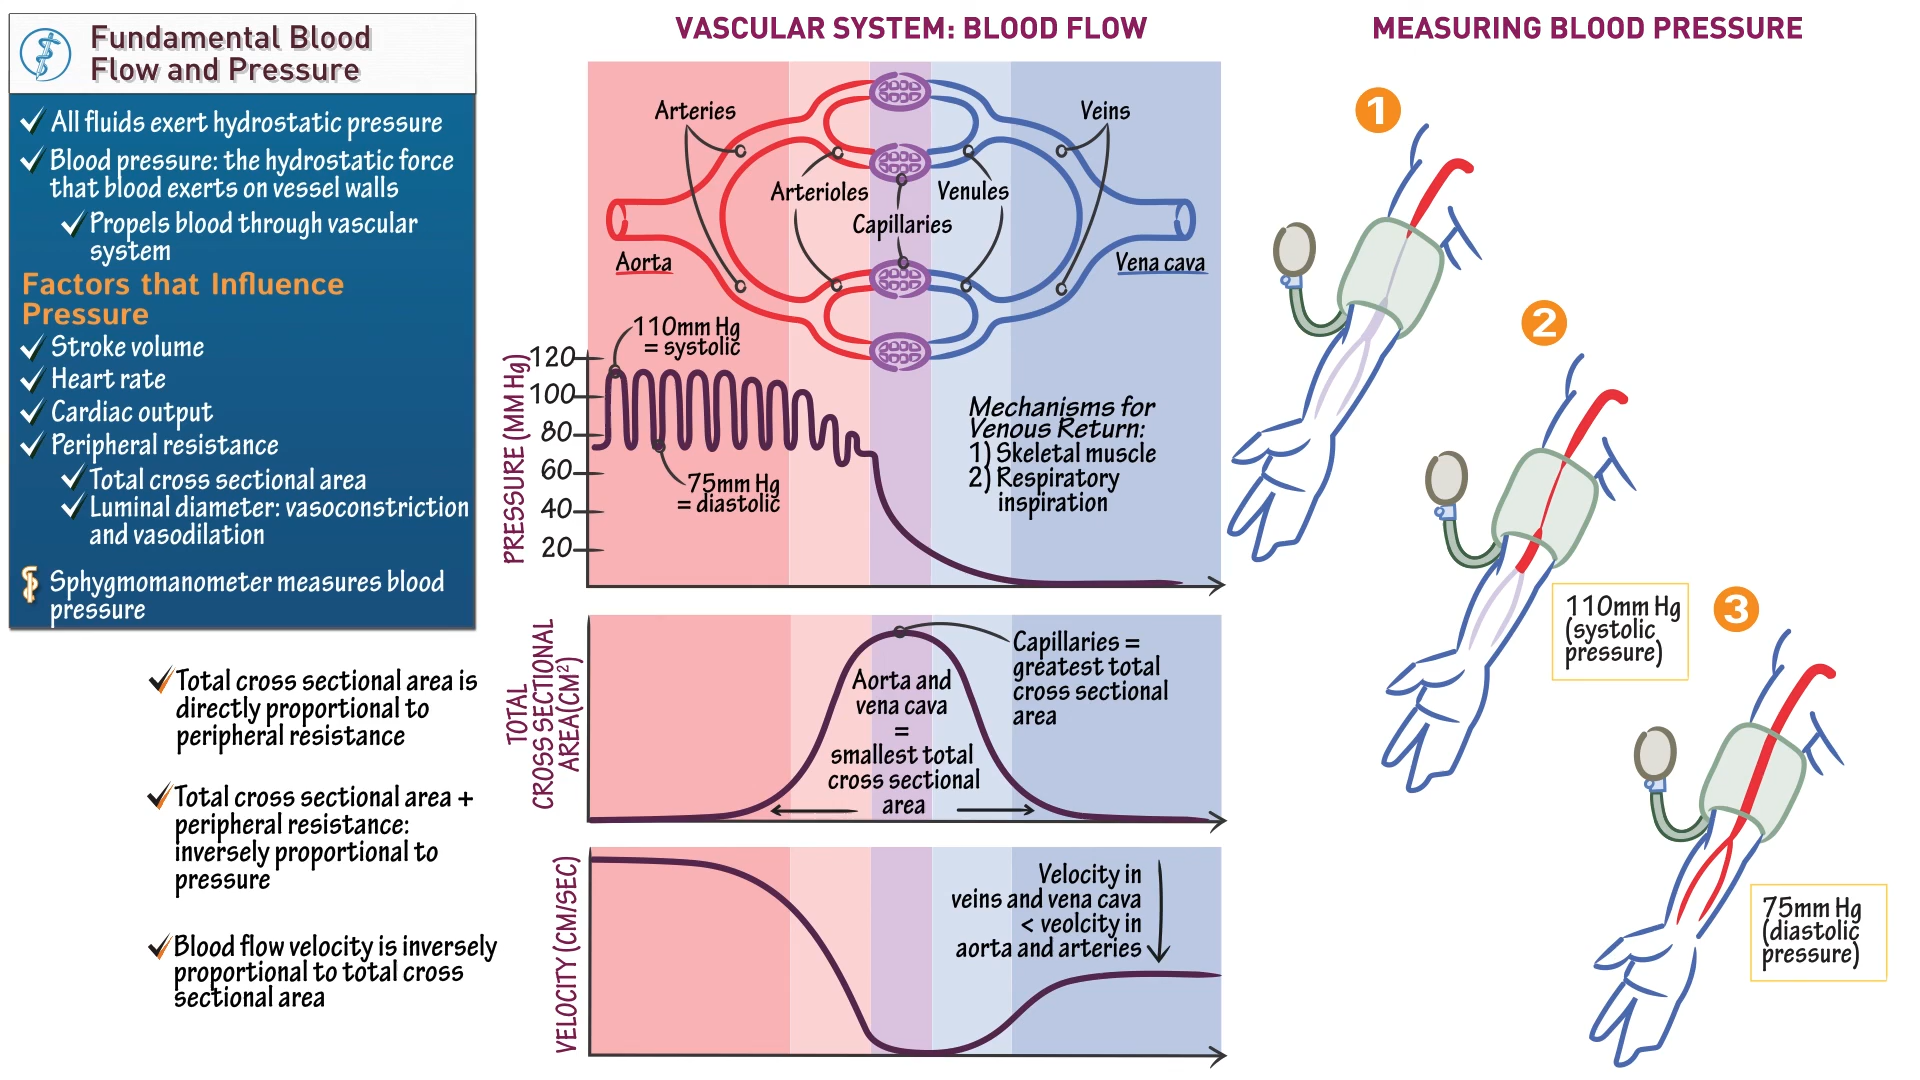 Fundamental Blood
Flow and Pressure
All fluids exert hydrostatic pressure
Blood pressure: the hydrostatic force
that blood exerts on vessel walls
Propels blood through vascular
system
Factors that Influence
Pressure
Stroke volume
Heart rate
Cardiac output
Peripheral resistance
Total cross sectional area
Luminal diameter: vasoconstriction
and vasodilation
Sphygmomanometer measures blood
pressure
Total cross sectional area is
directly proportional to
peripheral resistance
Total cross sectional area +
peripheral resistance:
inversely proportional to
pressure
Blood flow velocity is inversely
proportional to total cross
sectional area
VASCULAR SYSTEM: BLOOD FLOW
Arteries
Veins
Arterioles
Venules
Capillaries
Aorta
Vena cava
110mm Hg
= systolic
PRESSURE (MM HG)
120
100
80
60
40
20
75mm Hg
= diastolic
Mechanisms for
Venous Return:
1) Skeletal muscle
2) Respiratory
inspiration
TOTAL
CROSS SECTIONAL
AREA(CM²)
Capillaries =
greatest total
cross sectional
area
Aorta and
vena cava
=
smallest total
cross sectional
area
VELOCITY (CM/SEC)
Velocity in
veins and vena cava
< veolcity in
aorta and arteries
MEASURING BLOOD PRESSURE
1
2
110mm Hg
(systolic
pressure)
3
75mm Hg
(diastolic
pressure)